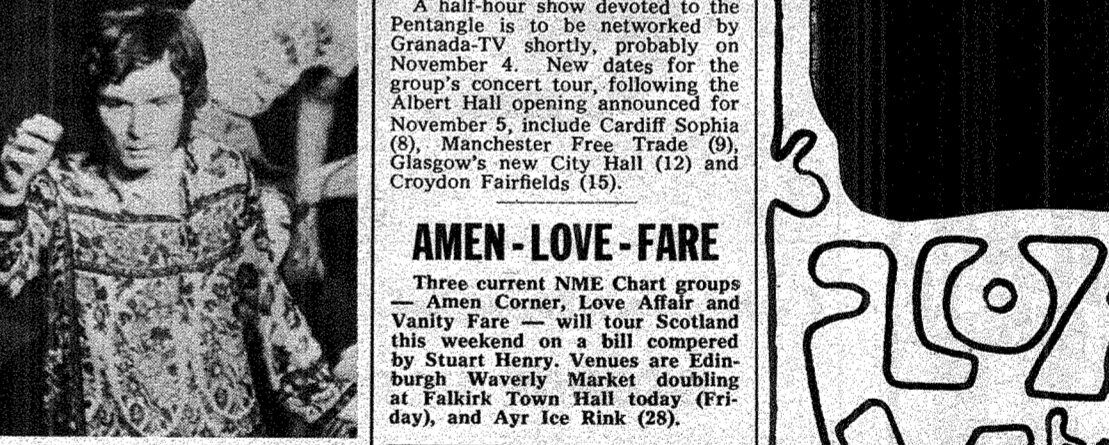 A half-hour show devoted to the
Pentangle is to be networked by
Granada-TV shortly, probably on
November 4. New dates for the
group's concert tour, following the
Albert Hall opening announced for
November 5, include Cardiff Sophia
(8), Manchester Free Trade (9),
Glasgow's new City Hall (12) and
Croydon Fairfields (15).
AMEN-LOVE-FARE
Three current NME Chart groups
— Amen Corner, Love Affair and
Vanity Fare — will tour Scotland
this weekend on a bill compered
by Stuart Henry. Venues are Edin-
burgh Waverly Market doubling
at Falkirk Town Hall today (Fri-
day), and Ayr Ice Rink (28).